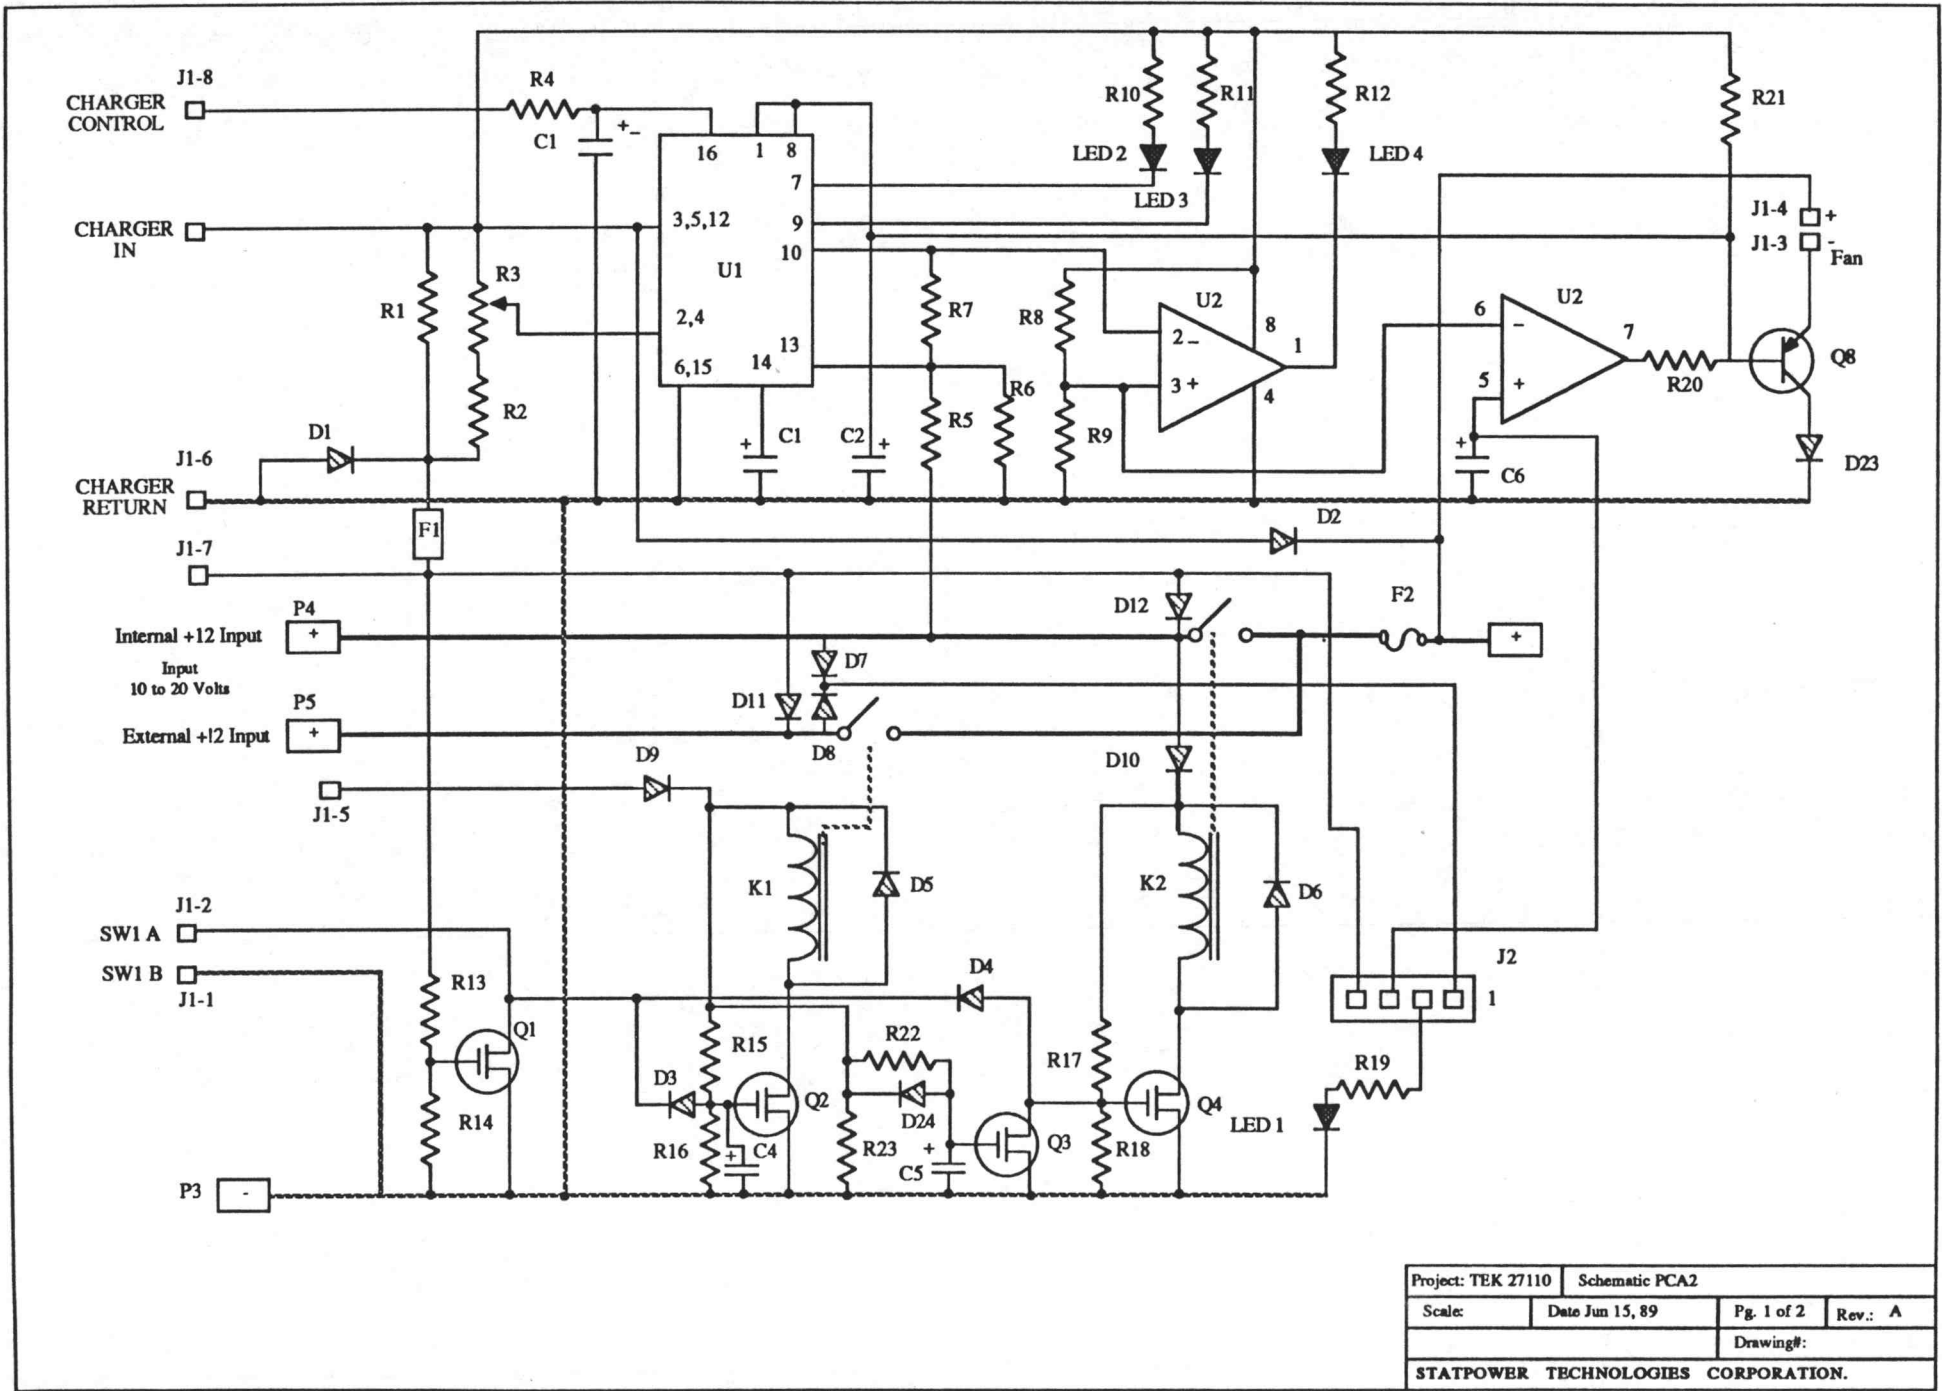 J1-8
CHARGER
CONTROL
R4
C1
+
-
16
1
8
7
3,5,12
9
10
U1
2,4
13
6,15
14
R10
R11
R12
R21
LED 2
LED 3
LED 4
J1-4
+
J1-3
-
Fan
CHARGER
IN
R1
R3
R2
D1
J1-6
CHARGER
RETURN
R7
R8
R6
R5
R9
U2
8
2
-
1
3
+
4
U2
6
-
7
5
+
R20
Q8
+
C1
C2
+
+
C6
D23
F1
J1-7
D2
F2
P4
+
Internal +12 Input
Input
10 to 20 Volts
D12
+
D7
P5
+
External +!2 Input
D11
D8
D9
D10
J1-5
K1
D5
K2
D6
J1-2
SW1 A
SW1 B
J1-1
J2
1
D4
R13
Q1
R15
R22
R17
R19
D3
Q2
D24
Q4
LED 1
R14
R16
+
C4
R23
+
C5
Q3
R18
P3
-
Project: TEK 27110
Schematic PCA2
Scale:
Date Jun 15, 89
Pg. 1 of 2
Rev.: A
Drawing#:
STATPOWER TECHNOLOGIES CORPORATION.